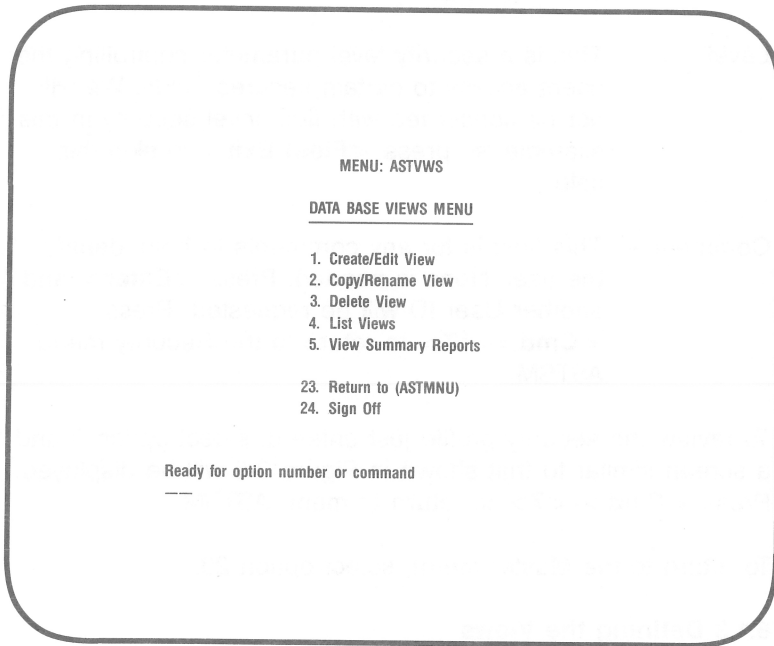 MENU: ASTVWS
DATA BASE VIEWS MENU
1. Create/Edit View
2. Copy/Rename View
3. Delete View
4. List Views
5. View Summary Reports
23. Return to (ASTMNU)
24. Sign Off
Ready for option number or command